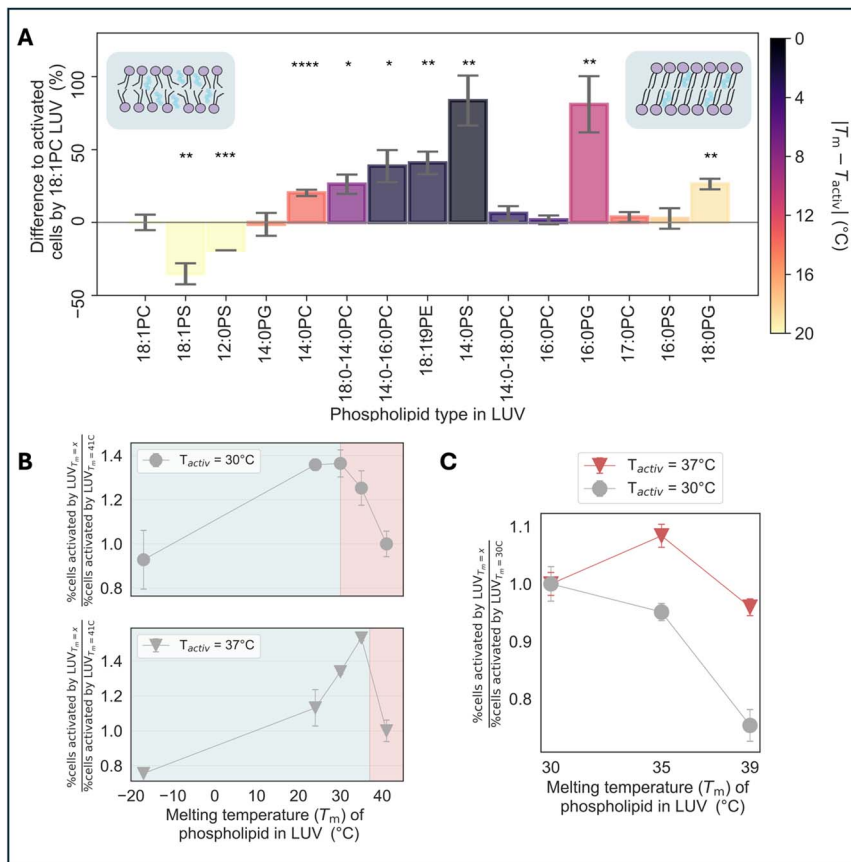 A
Difference to activated
cells by 18:1PC LUV (%)
100
50
0
−50
**
***
****
*
*
**
**
**
**
18:1PC
18:1PS
12:0PS
14:0PG
14:0PC
18:0-14:0PC
14:0-16:0PC
18:1t9PE
14:0PS
14:0-18:0PC
16:0PC
16:0PG
17:0PC
16:0PS
18:0PG
Phospholipid type in LUV
0
4
8
12
16
20
|Tm − Tactiv| (°C)
B
%cells activated by LUVTm=x
%cells activated by LUVTm=41C
1.4
1.2
1.0
0.8
Tactiv = 30°C
%cells activated by LUVTm=x
%cells activated by LUVTm=41C
1.4
1.2
1.0
0.8
Tactiv = 37°C
−20 −10 0 10 20 30 40
Melting temperature (Tm) of
phospholipid in LUV (°C)
C
Tactiv = 37°C
Tactiv = 30°C
%cells activated by LUVTm=x
%cells activated by LUVTm=30C
1.1
1.0
0.9
0.8
30 35 39
Melting temperature (Tm) of
phospholipid in LUV (°C)